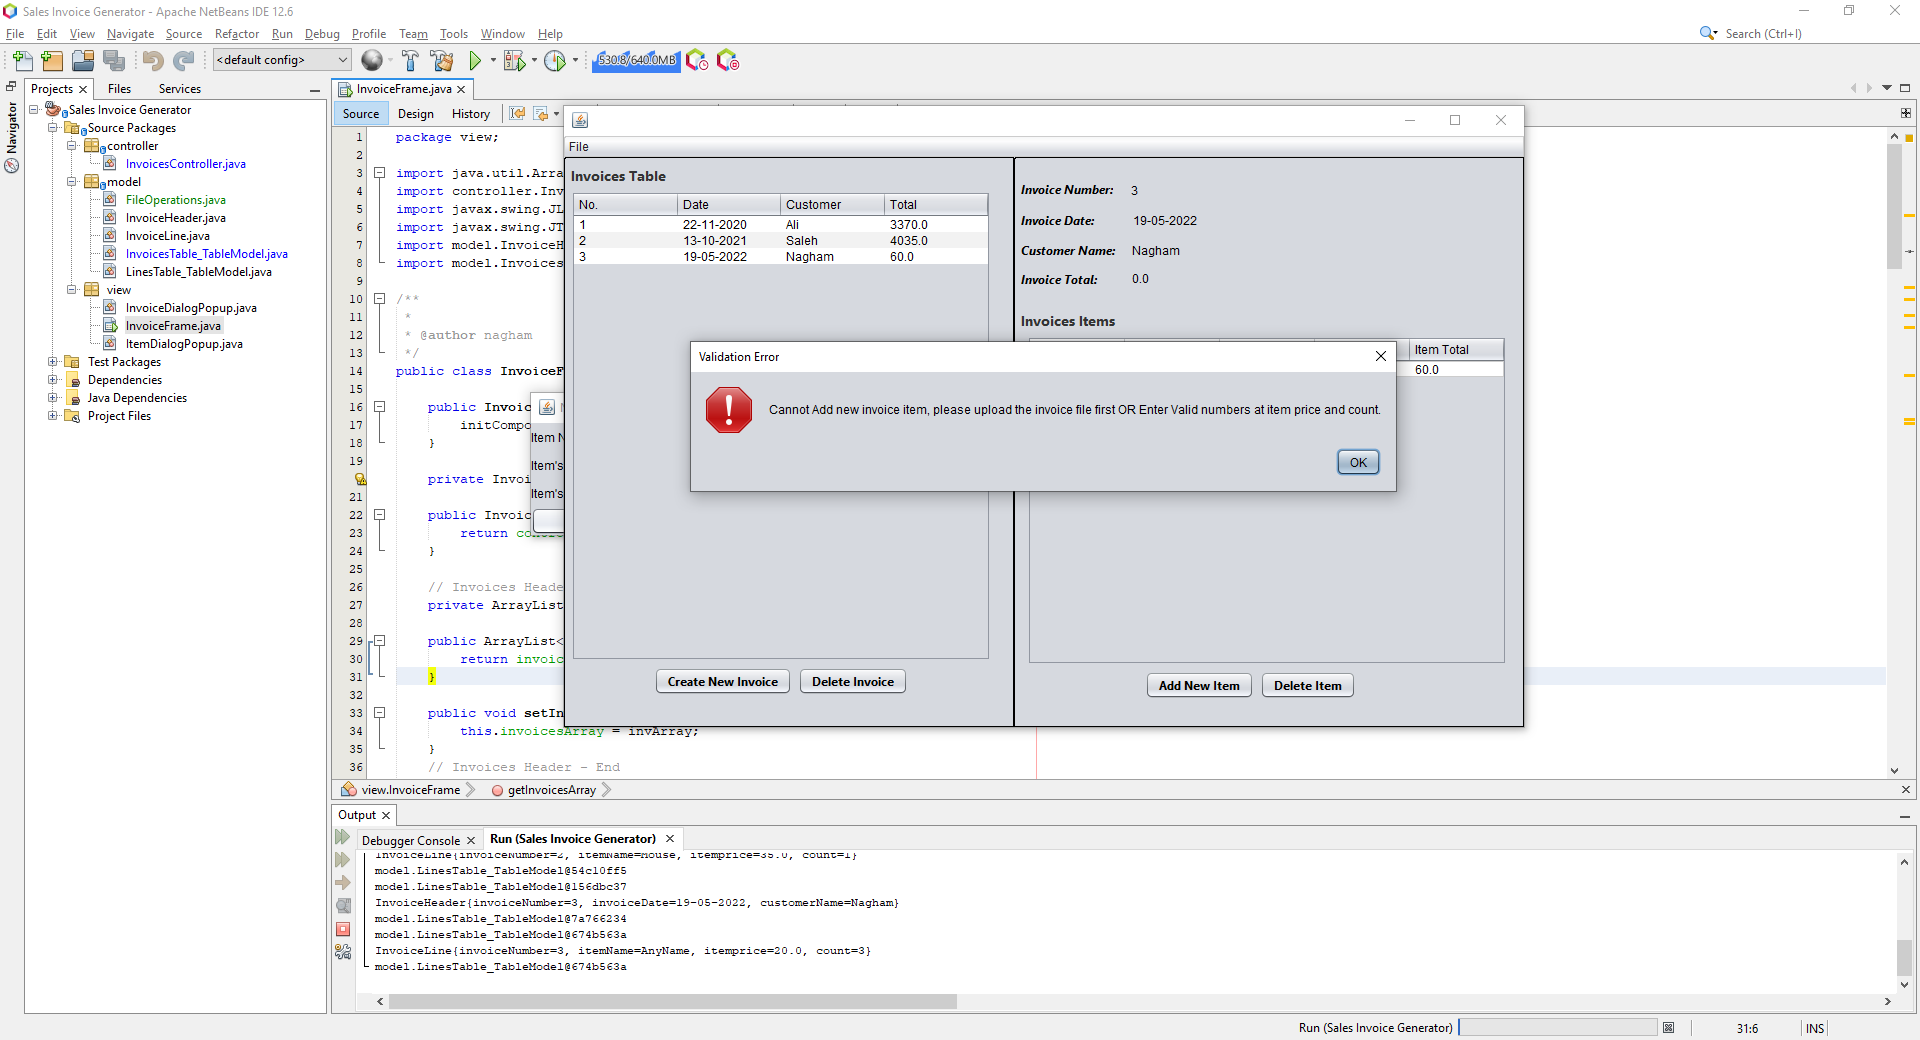 Sales Invoice Generator - Apache NetBeans IDE 12.6
File Edit View Navigate Source Refactor Run Debug Profile Team Tools Window Help
Search (Ctrl+I)
<default config>
530.8/640.0MB
Projects
Files
Services
Navigator
Sales Invoice Generator
Source Packages
controller
InvoicesController.java
model
FileOperations.java
InvoiceHeader.java
InvoiceLine.java
InvoicesTable_TableModel.java
LinesTable_TableModel.java
view
InvoiceDialogPopup.java
InvoiceFrame.java
ItemDialogPopup.java
Test Packages
Dependencies
Java Dependencies
Project Files
InvoiceFrame.java
Source Design History
1 package view;
2
3 import java.util.Arra
4 import controller.Inv
5 import javax.swing.JL
6 import javax.swing.JT
7 import model.InvoiceH
8 import model.Invoices
9
10 /**
11 *
12 * @author nagham
13 */
14 public class InvoiceF
15
16 public Invoic
17 initCompo
18 }
19
private Invoi
21
22 public Invoic
23 return contr
24 }
25
26 // Invoices Heade
27 private ArrayList
28
29 public ArrayList<
30 return invoic
31 }
32
33 public void setIn
34 this.invoicesArray = invArray;
35 }
36 // Invoices Header - End
Item N
Item's
Item's
File
Invoices Table
No. Date Customer Total
1 22-11-2020 Ali 3370.0
2 13-10-2021 Saleh 4035.0
3 19-05-2022 Nagham 60.0
Create New Invoice
Delete Invoice
Invoice Number: 3
Invoice Date: 19-05-2022
Customer Name: Nagham
Invoice Total: 0.0
Invoices Items
Item Total
60.0
Add New Item
Delete Item
Validation Error
Cannot Add new invoice item, please upload the invoice file first OR Enter Valid numbers at item price and count.
OK
view.InvoiceFrame
getInvoicesArray
Output
Debugger Console
Run (Sales Invoice Generator)
InvoiceLine{invoiceNumber=2, itemName=Mouse, itemprice=35.0, count=1}
model.LinesTable_TableModel@54c10ff5
model.LinesTable_TableModel@156dbc37
InvoiceHeader{invoiceNumber=3, invoiceDate=19-05-2022, customerName=Nagham}
model.LinesTable_TableModel@7a766234
model.LinesTable_TableModel@674b563a
InvoiceLine{invoiceNumber=3, itemName=AnyName, itemprice=20.0, count=3}
model.LinesTable_TableModel@674b563a
Run (Sales Invoice Generator)
31:6
INS